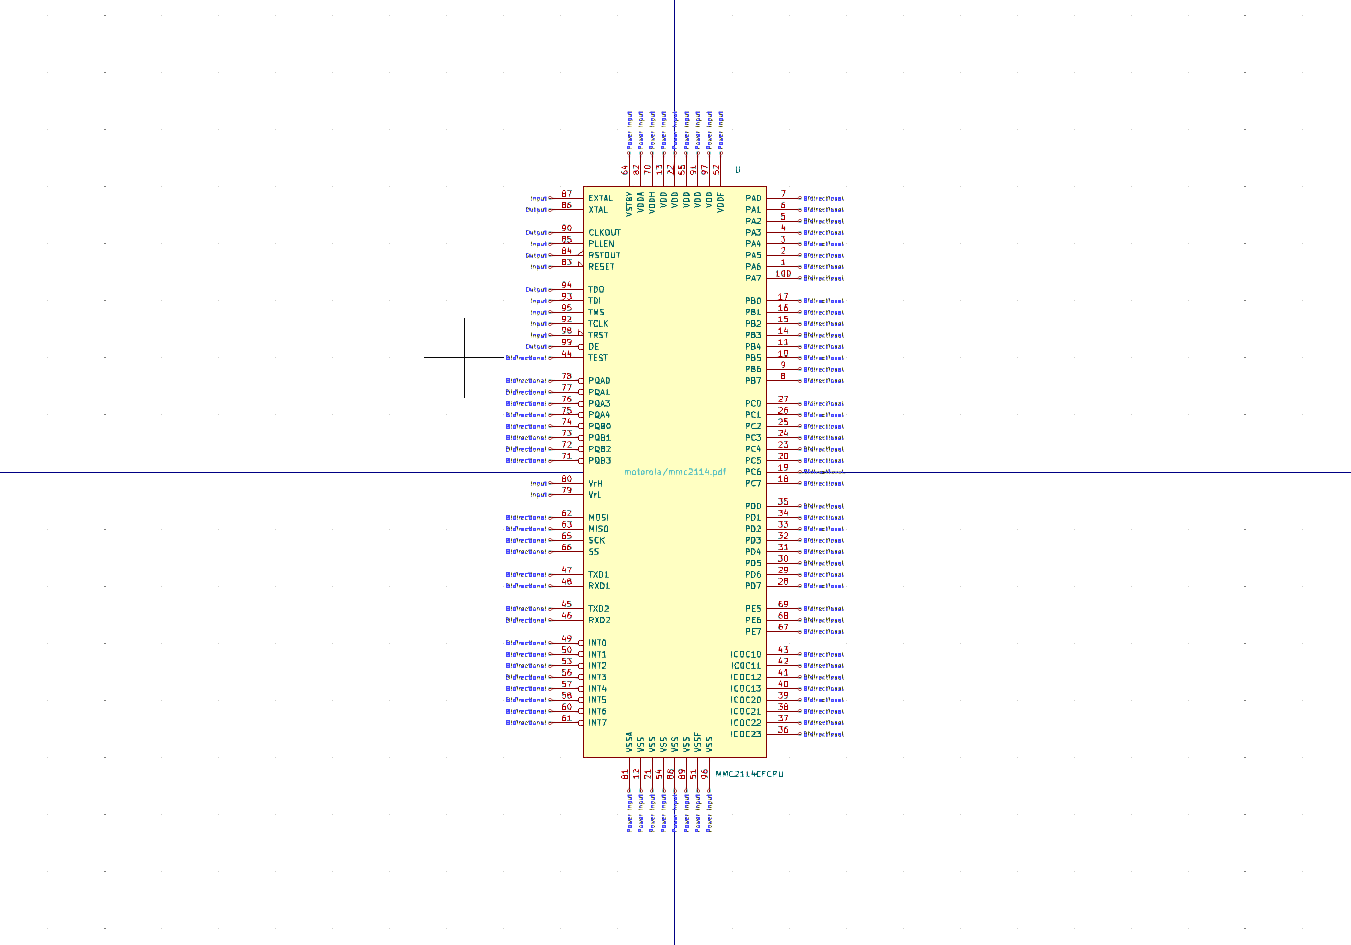 Power Input Power Input Power Input Power Input Power Input Power Input Power Input Power Input Power Input
64 82 70 13 22 55 91 97 52
U
VSTBY VDDA VDDH VDD VDD VDD VDD VDD VDDF
Input 87 EXTAL PA0 7 Bidirectional
Output 86 XTAL PA1 6 Bidirectional
PA2 5 Bidirectional
Output 90 CLKOUT PA3 4 Bidirectional
Input 85 PLLEN PA4 3 Bidirectional
Output 84 RSTOUT PA5 2 Bidirectional
Input 83 RESET PA6 1 Bidirectional
PA7 100 Bidirectional
Output 94 TDO
Input 93 TDI PB0 17 Bidirectional
Input 95 TMS PB1 16 Bidirectional
Input 92 TCLK PB2 15 Bidirectional
Input 98 TRST PB3 14 Bidirectional
Output 99 DE PB4 11 Bidirectional
Bidirectional 44 TEST PB5 10 Bidirectional
PB6 9 Bidirectional
Bidirectional 78 PQA0 PB7 8 Bidirectional
Bidirectional 77 PQA1
Bidirectional 76 PQA3 PC0 27 Bidirectional
Bidirectional 75 PQA4 PC1 26 Bidirectional
Bidirectional 74 PQB0 PC2 25 Bidirectional
Bidirectional 73 PQB1 PC3 24 Bidirectional
Bidirectional 72 PQB2 PC4 23 Bidirectional
Bidirectional 71 PQB3 PC5 20 Bidirectional
motorola/mmc2114.pdf PC6 19 Bidirectional
Input 80 VrH PC7 18 Bidirectional
Input 79 VrL
PD0 35 Bidirectional
Bidirectional 62 MOSI PD1 34 Bidirectional
Bidirectional 63 MISO PD2 33 Bidirectional
Bidirectional 65 SCK PD3 32 Bidirectional
Bidirectional 66 SS PD4 31 Bidirectional
PD5 30 Bidirectional
Bidirectional 47 TXD1 PD6 29 Bidirectional
Bidirectional 48 RXD1 PD7 28 Bidirectional
Bidirectional 45 TXD2 PE5 69 Bidirectional
Bidirectional 46 RXD2 PE6 68 Bidirectional
PE7 67 Bidirectional
Bidirectional 49 INT0
Bidirectional 50 INT1 ICOC10 43 Bidirectional
Bidirectional 53 INT2 ICOC11 42 Bidirectional
Bidirectional 56 INT3 ICOC12 41 Bidirectional
Bidirectional 57 INT4 ICOC13 40 Bidirectional
Bidirectional 58 INT5 ICOC20 39 Bidirectional
Bidirectional 60 INT6 ICOC21 38 Bidirectional
Bidirectional 61 INT7 ICOC22 37 Bidirectional
ICOC23 36 Bidirectional
VSSA VSS VSS VSS VSS VSS VSSF VSS
81 12 21 54 88 89 51 96
MMC2114CFCPU
Power Input Power Input Power Input Power Input Power Input Power Input Power Input Power Input